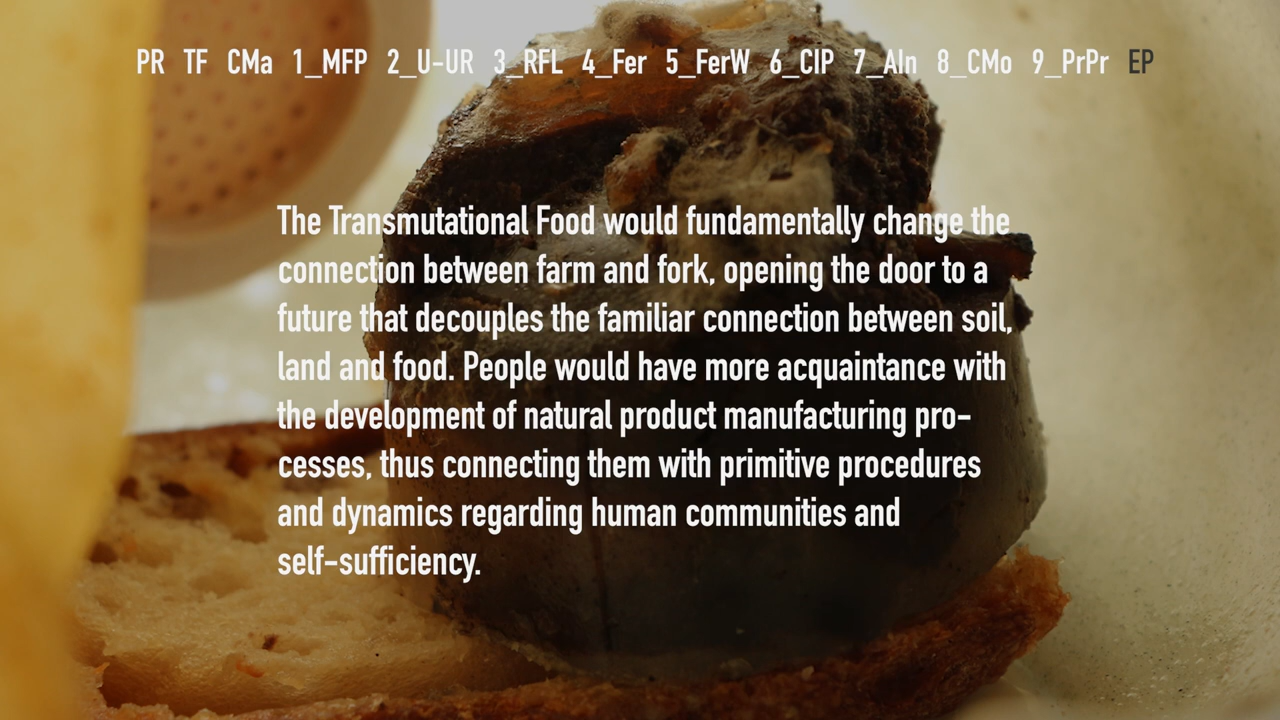 PR TF CMa 1_MFP 2_U-UR 3_RFL 4_Fer 5_FerW 6_CIP 7_AIn 8_CMo 9_PrPr EP
The Transmutational Food would fundamentally change the
connection between farm and fork, opening the door to a
future that decouples the familiar connection between soil,
land and food. People would have more acquaintance with
the development of natural product manufacturing pro-
cesses, thus connecting them with primitive procedures
and dynamics regarding human communities and
self-sufficiency.